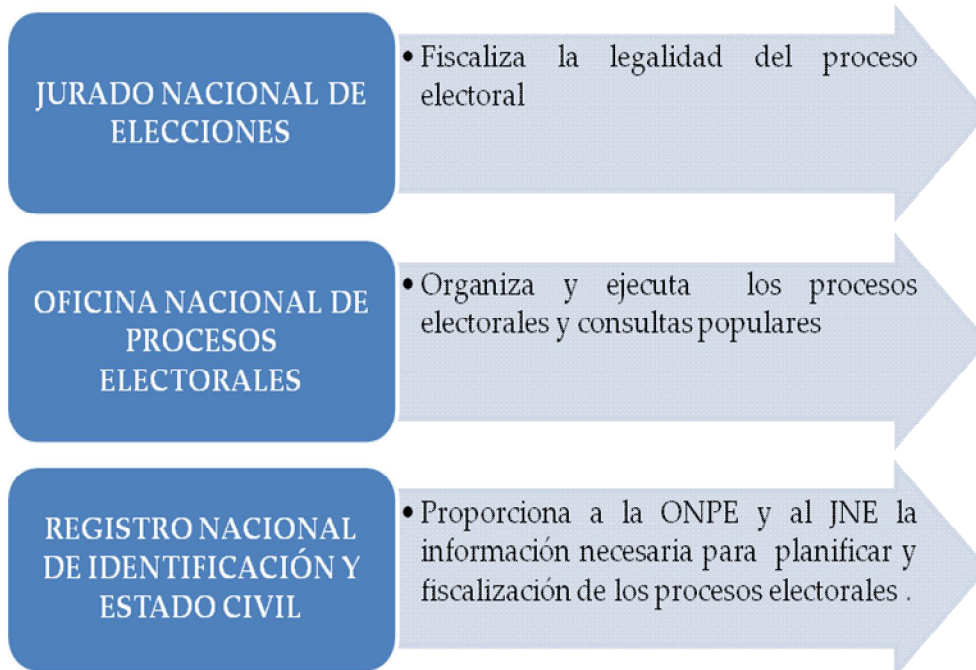 JURADO NACIONAL DE
ELECCIONES
• Fiscaliza la legalidad del proceso
electoral
OFICINA NACIONAL DE
PROCESOS
ELECTORALES
• Organiza y ejecuta los procesos
electorales y consultas populares
REGISTRO NACIONAL
DE IDENTIFICACIÓN Y
ESTADO CIVIL
• Proporciona a la ONPE y al JNE la
información necesaria para planificar y
fiscalización de los procesos electorales .